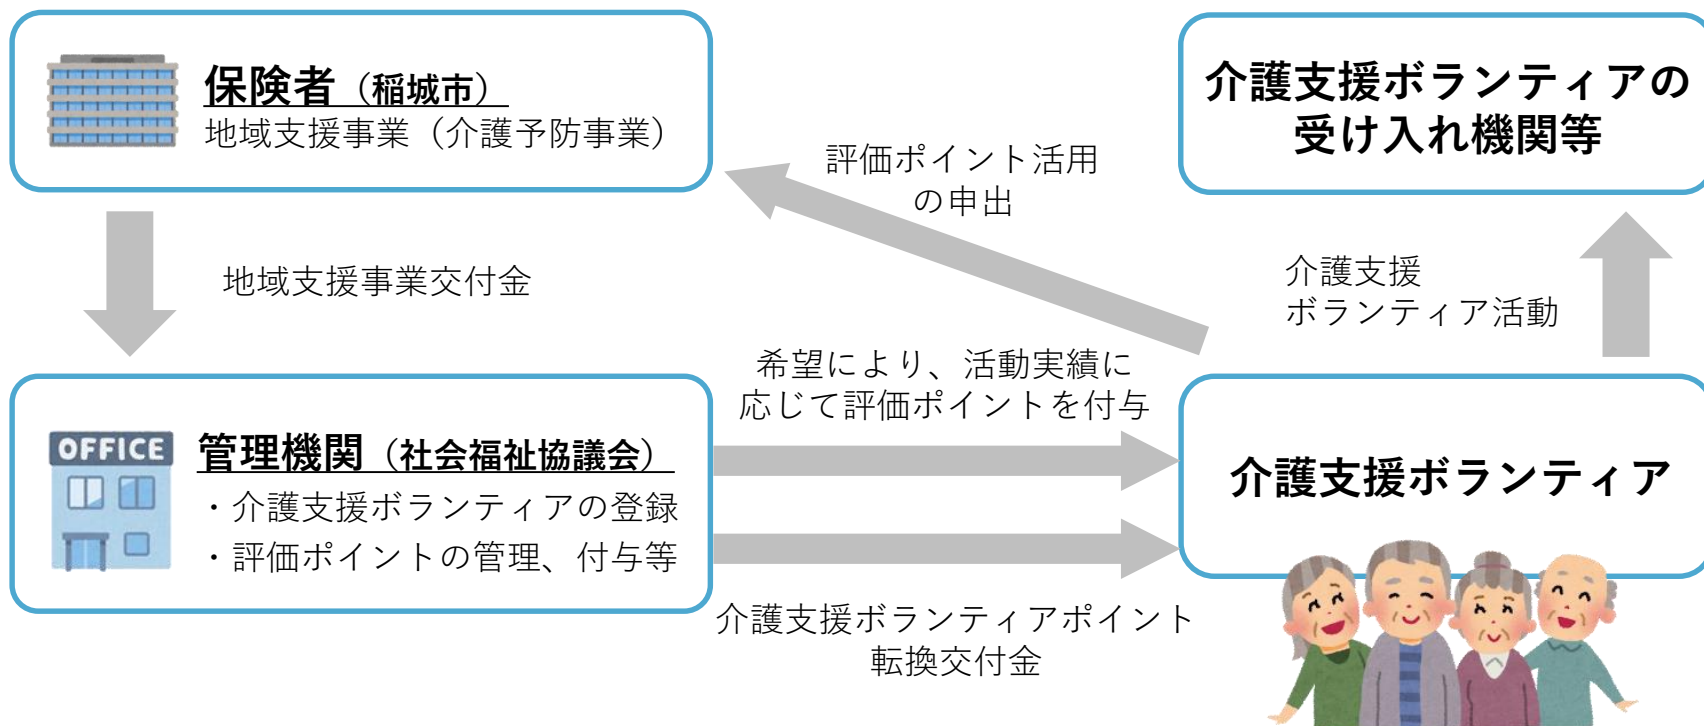 保険者（稲城市）
地域支援事業（介護予防事業）
介護支援ボランティアの
受け入れ機関等
評価ポイント活用
の申出
地域支援事業交付金
介護支援
ボランティア活動
希望により、活動実績に
応じて評価ポイントを付与
OFFICE
管理機関（社会福祉協議会）
・介護支援ボランティアの登録
・評価ポイントの管理、付与等
介護支援ボランティア
介護支援ボランティアポイント
転換交付金